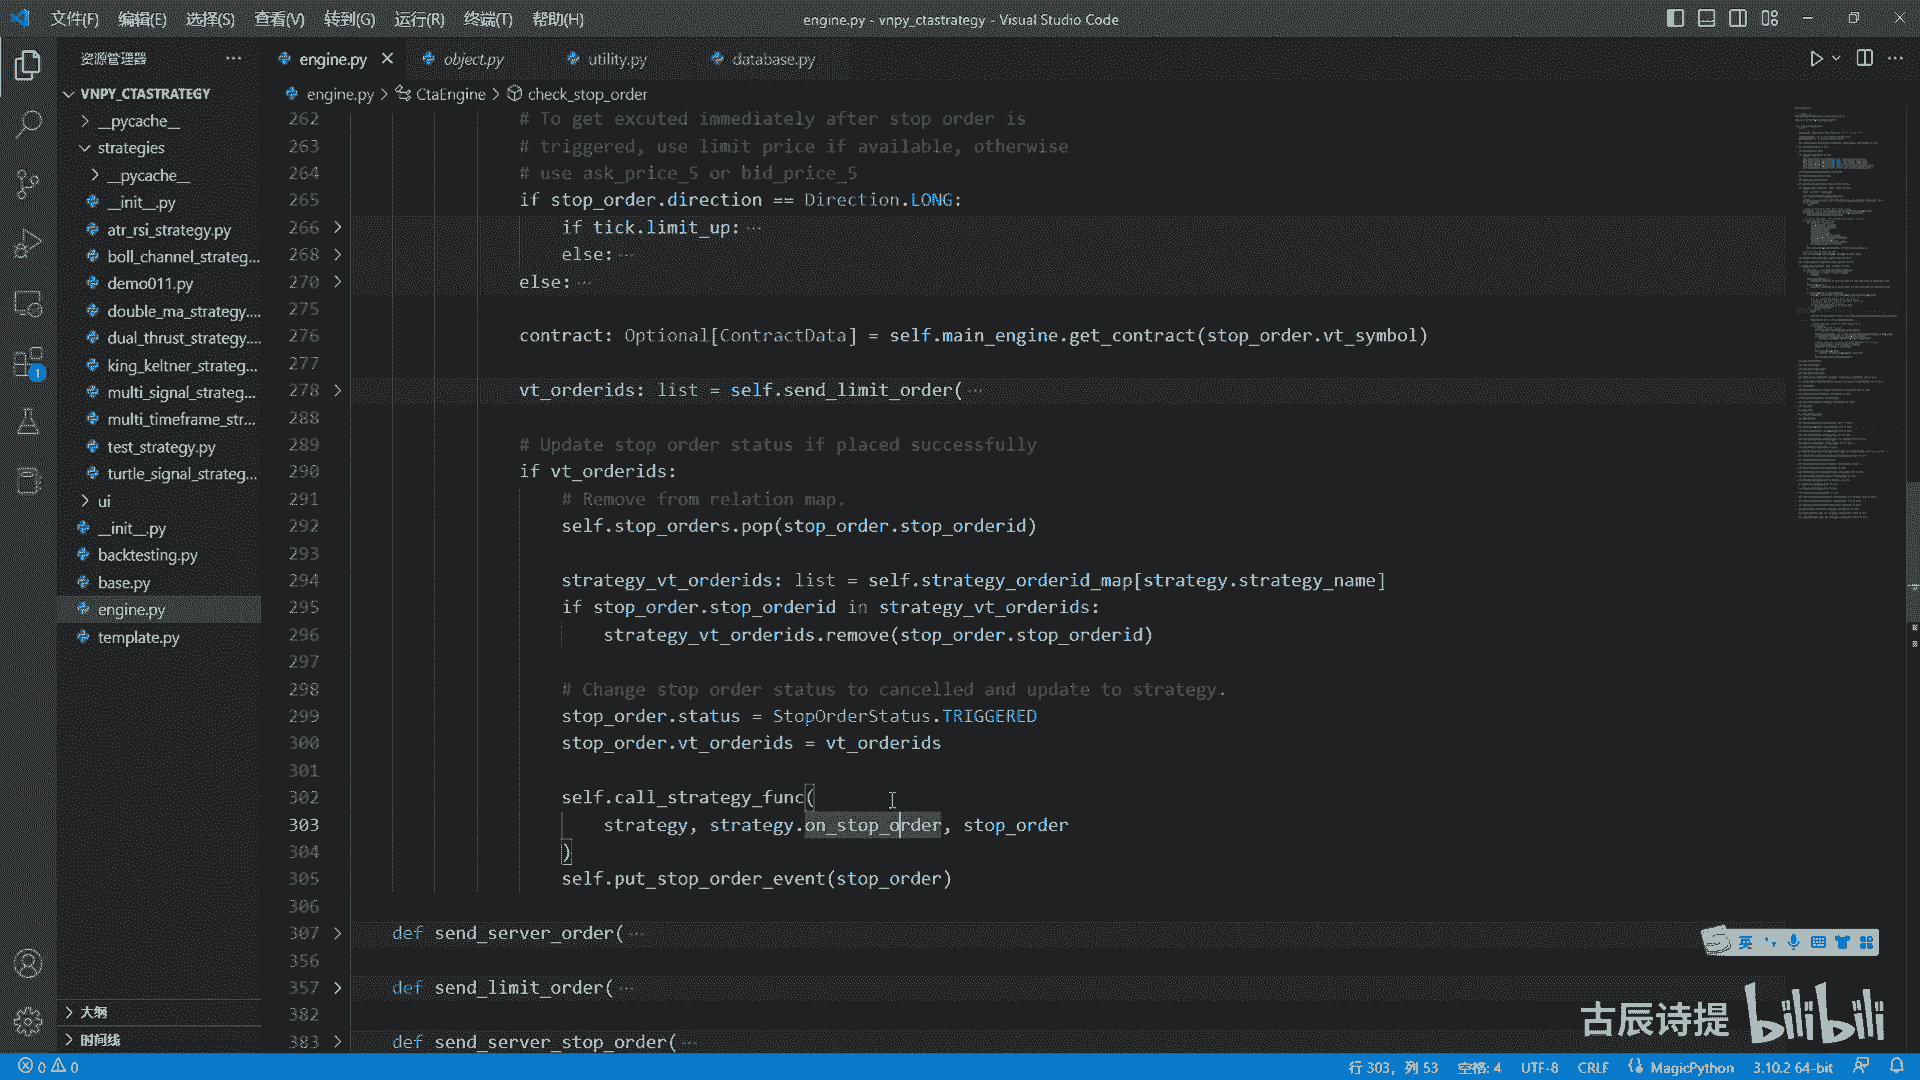 文件(F) 编辑(E) 选择(S) 查看(V) 转到(G) 运行(R) 终端(T) 帮助(H)
engine.py - vnpy_ctastrategy - Visual Studio Code
资源管理器
engine.py object.py utility.py database.py
engine.py > CtaEngine > check_stop_order
VNPY_CTASTRATEGY
__pycache__
strategies
__pycache__
__init__.py
atr_rsi_strategy.py
boll_channel_strateg...
demo011.py
double_ma_strategy....
dual_thrust_strategy....
king_keltner_strateg...
multi_signal_strateg...
multi_timeframe_str...
test_strategy.py
turtle_signal_strateg...
ui
__init__.py
backtesting.py
base.py
engine.py
template.py
大纲
时间线
1
262 # To get excuted immediately after stop order is
263 # triggered, use limit price if available, otherwise
264 # use ask_price_5 or bid_price_5
265 if stop_order.direction == Direction.LONG:
266 if tick.limit_up: ...
268 else: ...
270 else: ...
275
276 contract: Optional[ContractData] = self.main_engine.get_contract(stop_order.vt_symbol)
277
278 vt_orderids: list = self.send_limit_order( ...
288
289 # Update stop order status if placed successfully
290 if vt_orderids:
291 # Remove from relation map.
292 self.stop_orders.pop(stop_order.stop_orderid)
293
294 strategy_vt_orderids: list = self.strategy_orderid_map[strategy.strategy_name]
295 if stop_order.stop_orderid in strategy_vt_orderids:
296 strategy_vt_orderids.remove(stop_order.stop_orderid)
297
298 # Change stop order status to cancelled and update to strategy.
299 stop_order.status = StopOrderStatus.TRIGGERED
300 stop_order.vt_orderids = vt_orderids
301
302 self.call_strategy_func(
303 strategy, strategy.on_stop_order, stop_order
304 )
305 self.put_stop_order_event(stop_order)
306
307 def send_server_order( ...
356
357 def send_limit_order( ...
382
383 def send_server_stop_order( ...
英
古辰诗提 bilibili
0 0
行 303，列 53 空格: 4 UTF-8 CRLF MagicPython 3.10.2 64-bit